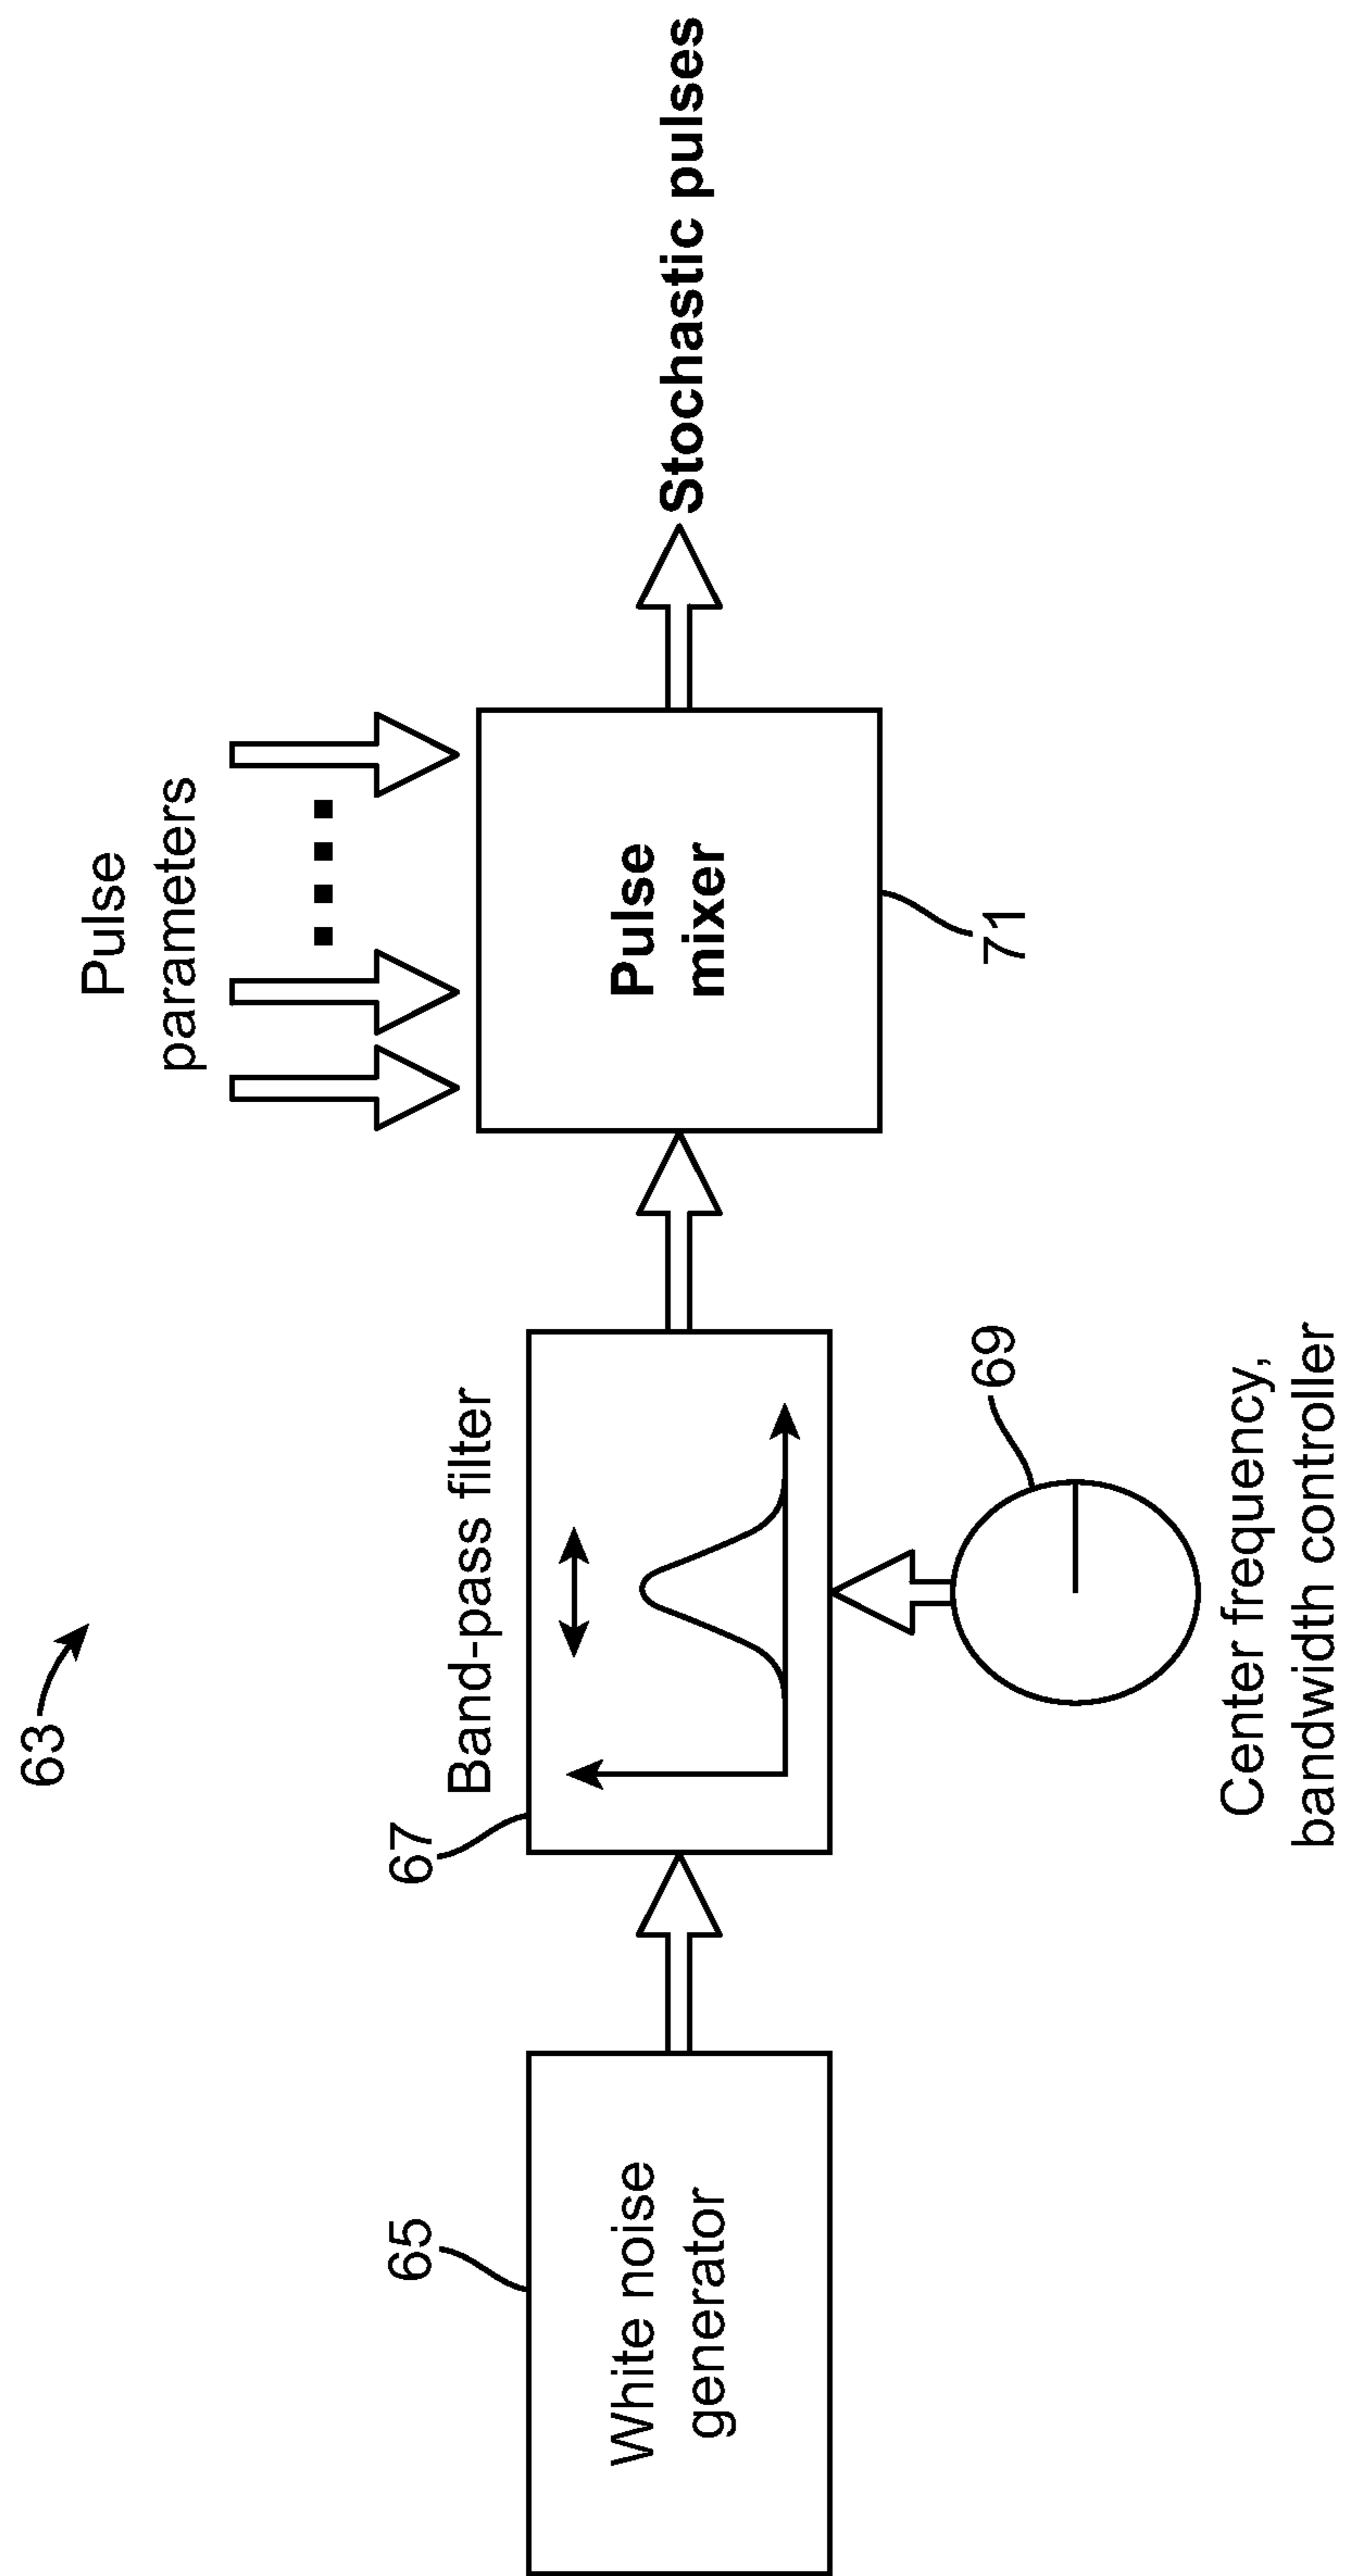 63
Pulse
parameters
67
Band-pass filter
65
White noise
generator
Pulse
mixer
Stochastic pulses
69
71
Center frequency,
bandwidth controller